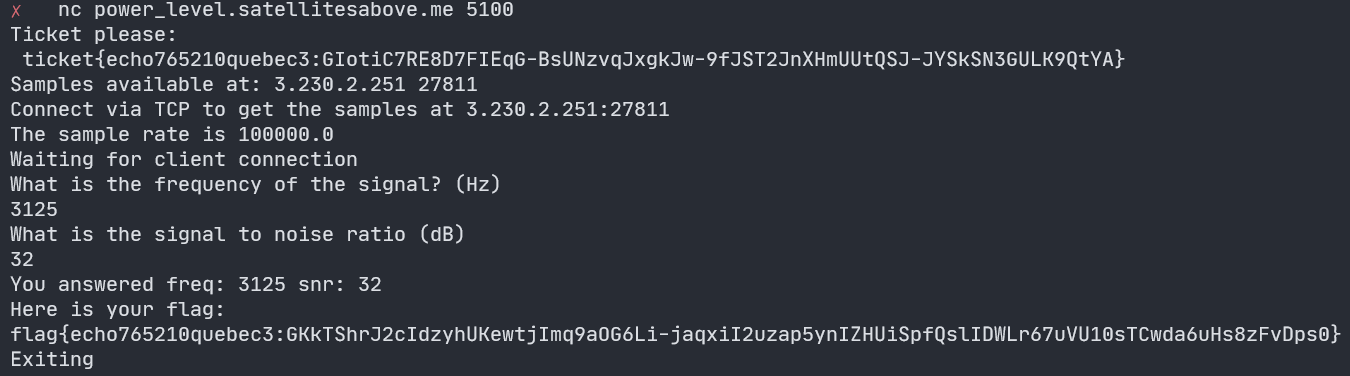 ✗   nc power_level.satellitesabove.me 5100
Ticket please:
 ticket{echo765210quebec3:GIotiC7RE8D7FIEqG-BsUNzvqJxgkJw-9fJST2JnXHmUUtQSJ-JYSkSN3GULK9QtYA}
Samples available at: 3.230.2.251 27811
Connect via TCP to get the samples at 3.230.2.251:27811
The sample rate is 100000.0
Waiting for client connection
What is the frequency of the signal? (Hz)
3125
What is the signal to noise ratio (dB)
32
You answered freq: 3125 snr: 32
Here is your flag:
flag{echo765210quebec3:GKkTShrJ2cIdzyhUKewtjImq9aOG6Li-jaqxiI2uzap5ynIZHUiSpfQslIDWLr67uVU10sTCwda6uHs8zFvDps0}
Exiting